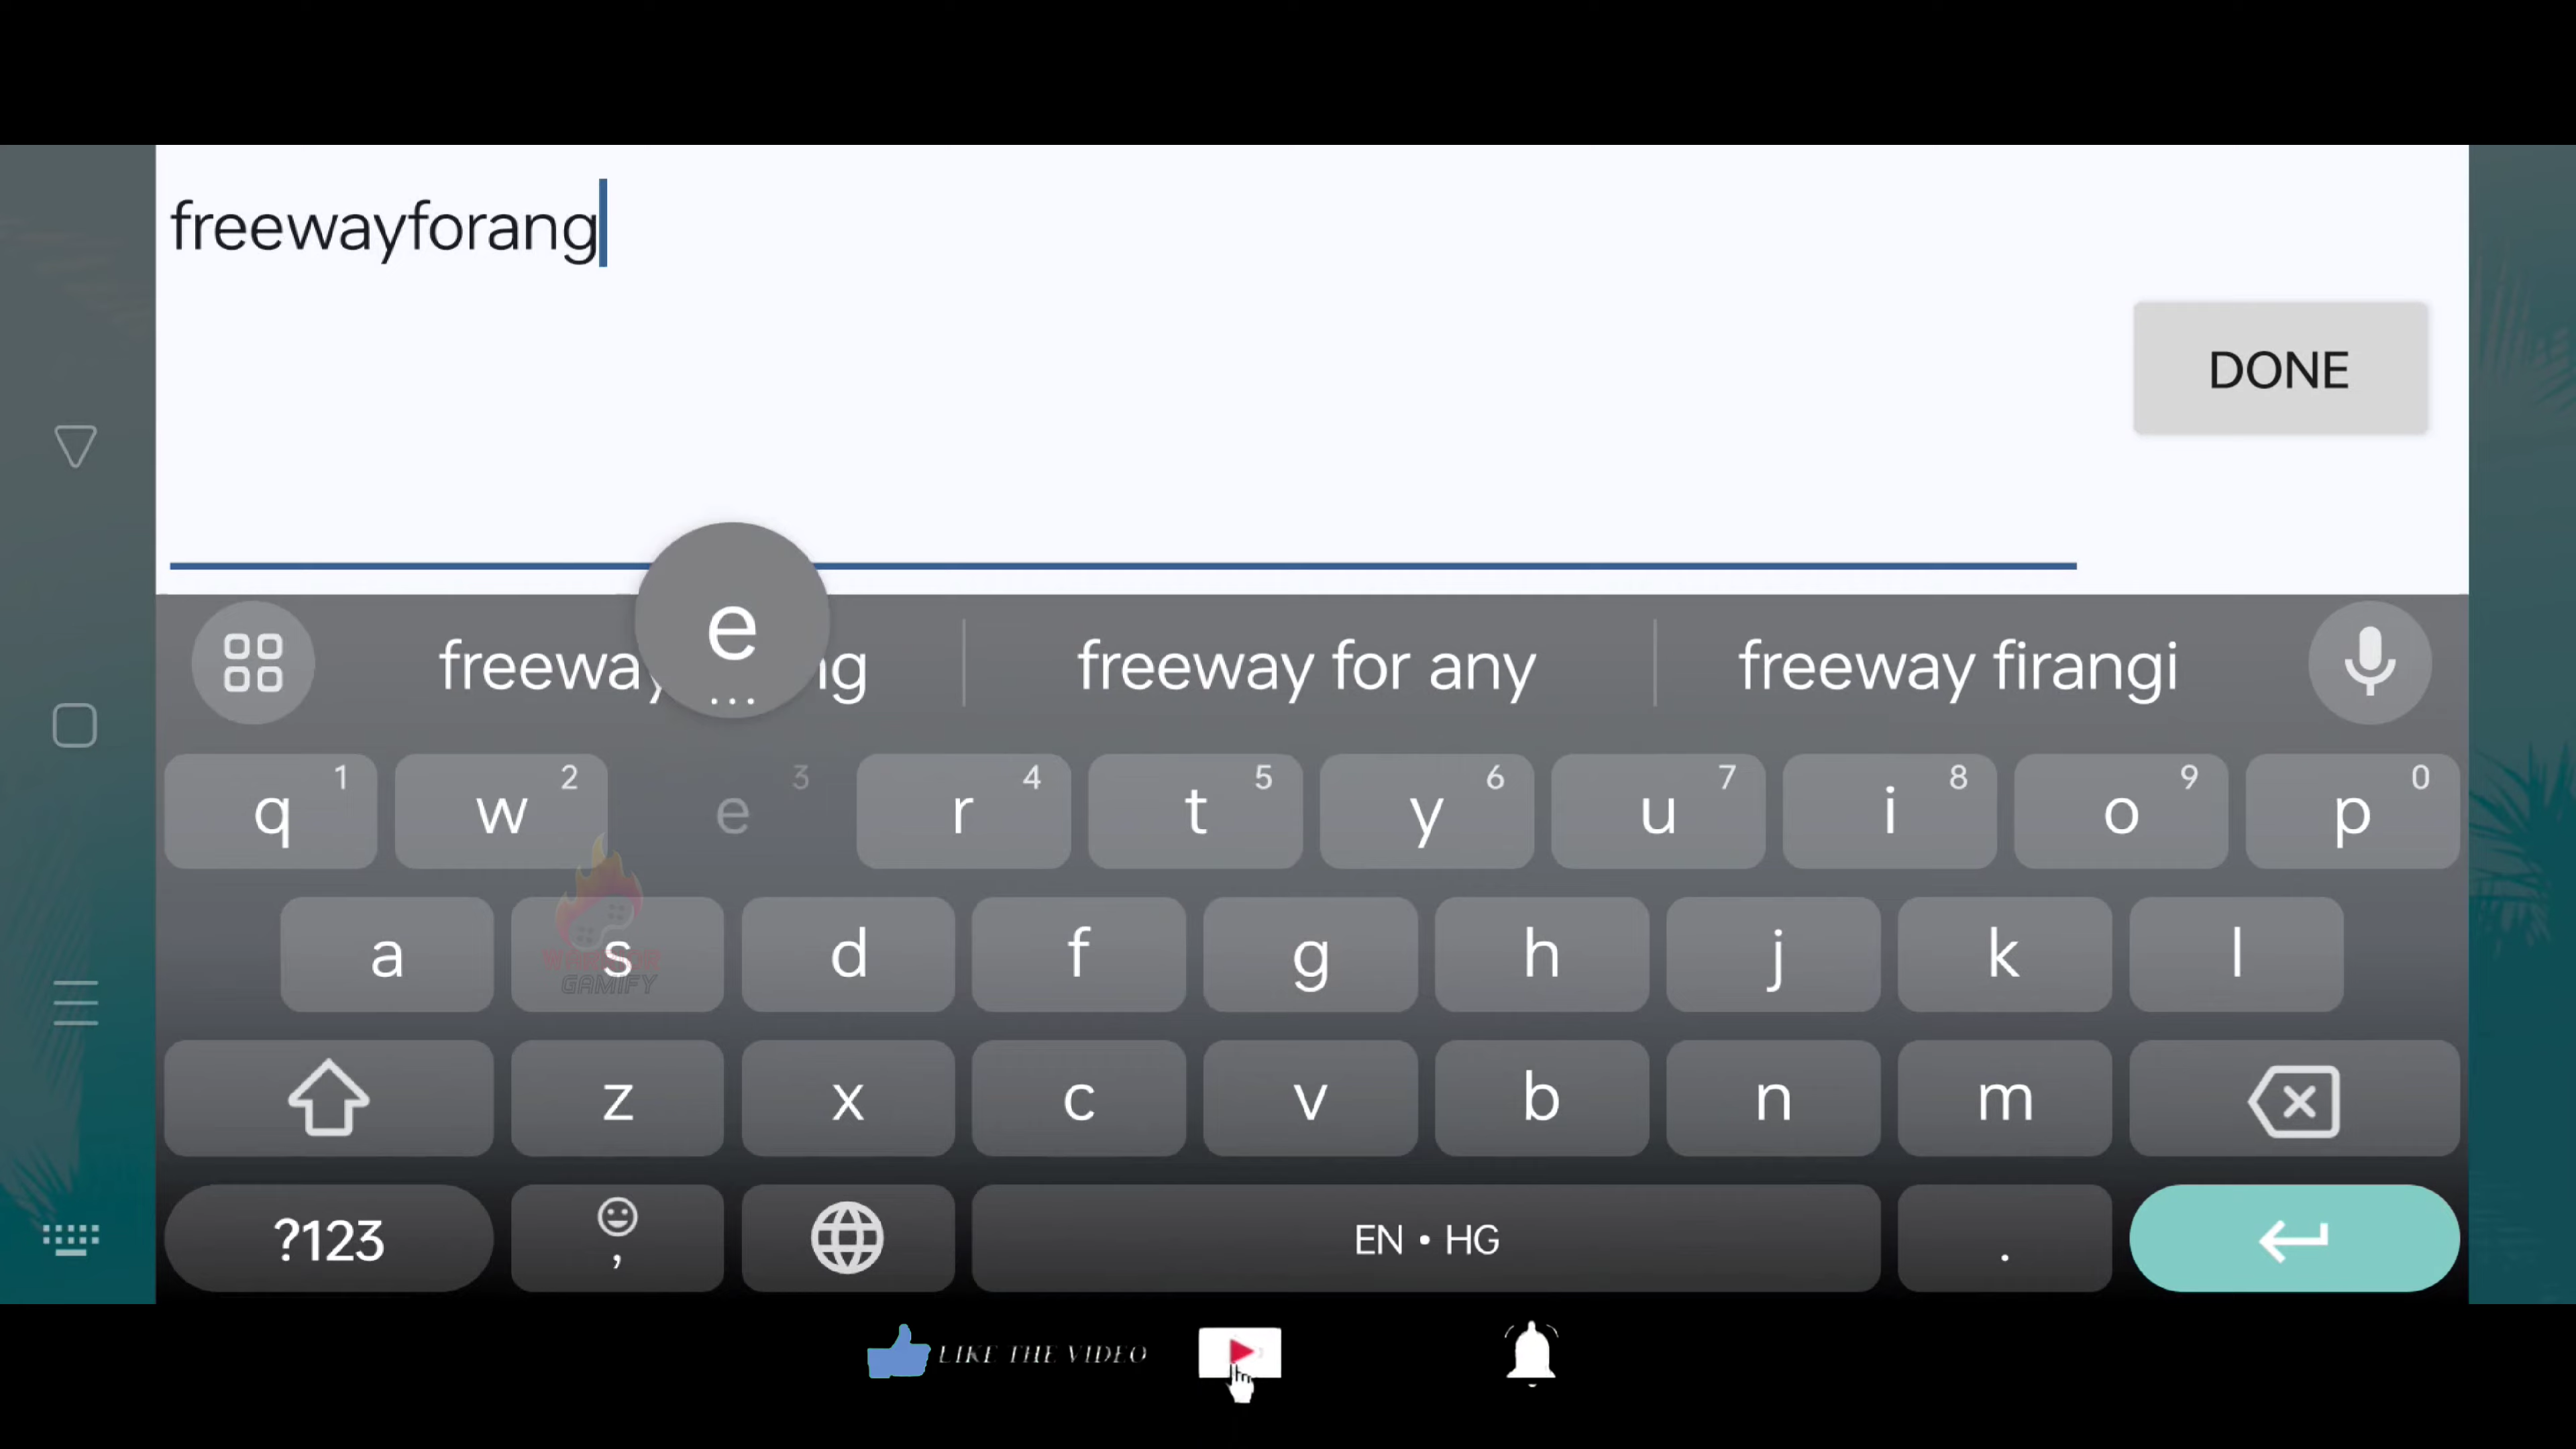 freewayforang
DONE
e
...
freeway for any
freeway firangi
q 1 w 2 e 3 r 4 t 5 y 6 u 7 i 8 o 9 p 0
a s d f g h j k l
GAMIFY
z x c v b n m
?123 , EN • HG .
LIKE THE VIDEO